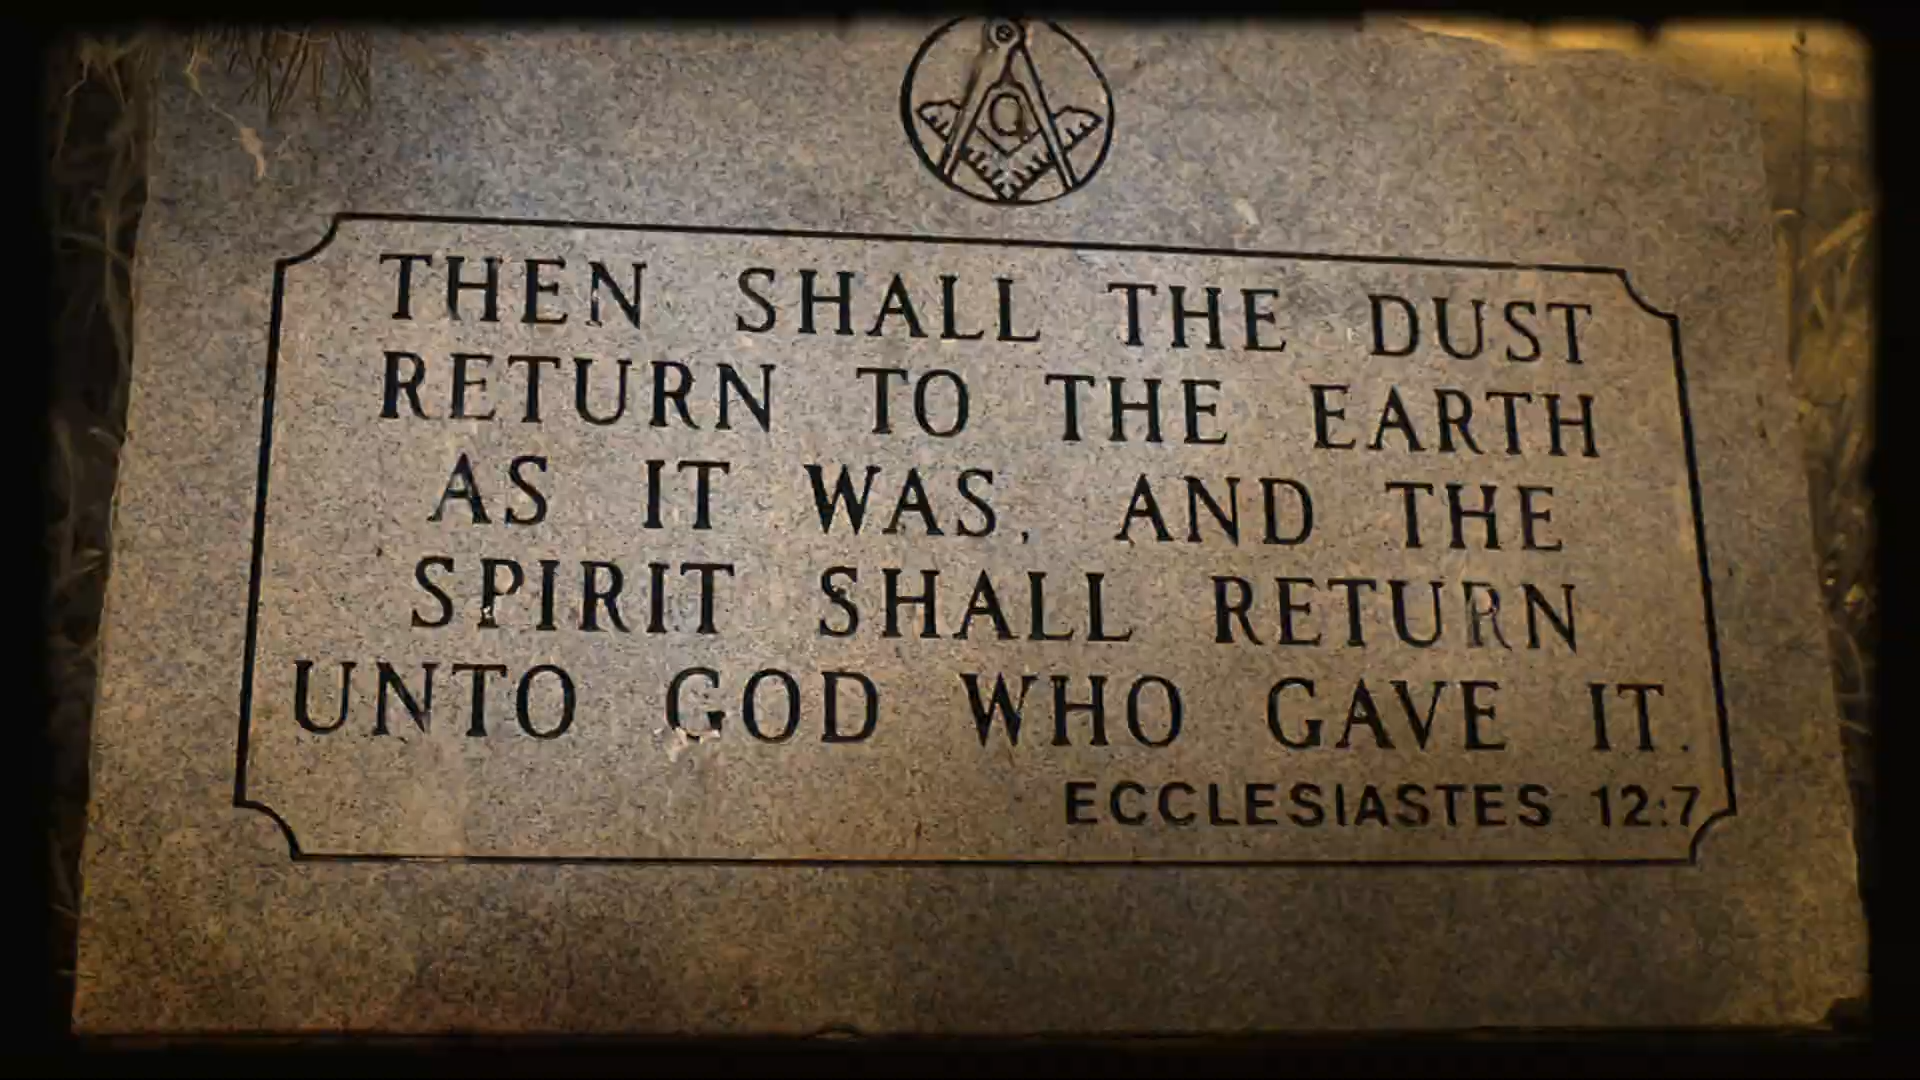 G
THEN SHALL THE DUST
RETURN TO THE EARTH
AS IT WAS, AND THE
SPIRIT SHALL RETURN
UNTO GOD WHO GAVE IT.
ECCLESIASTES 12:7